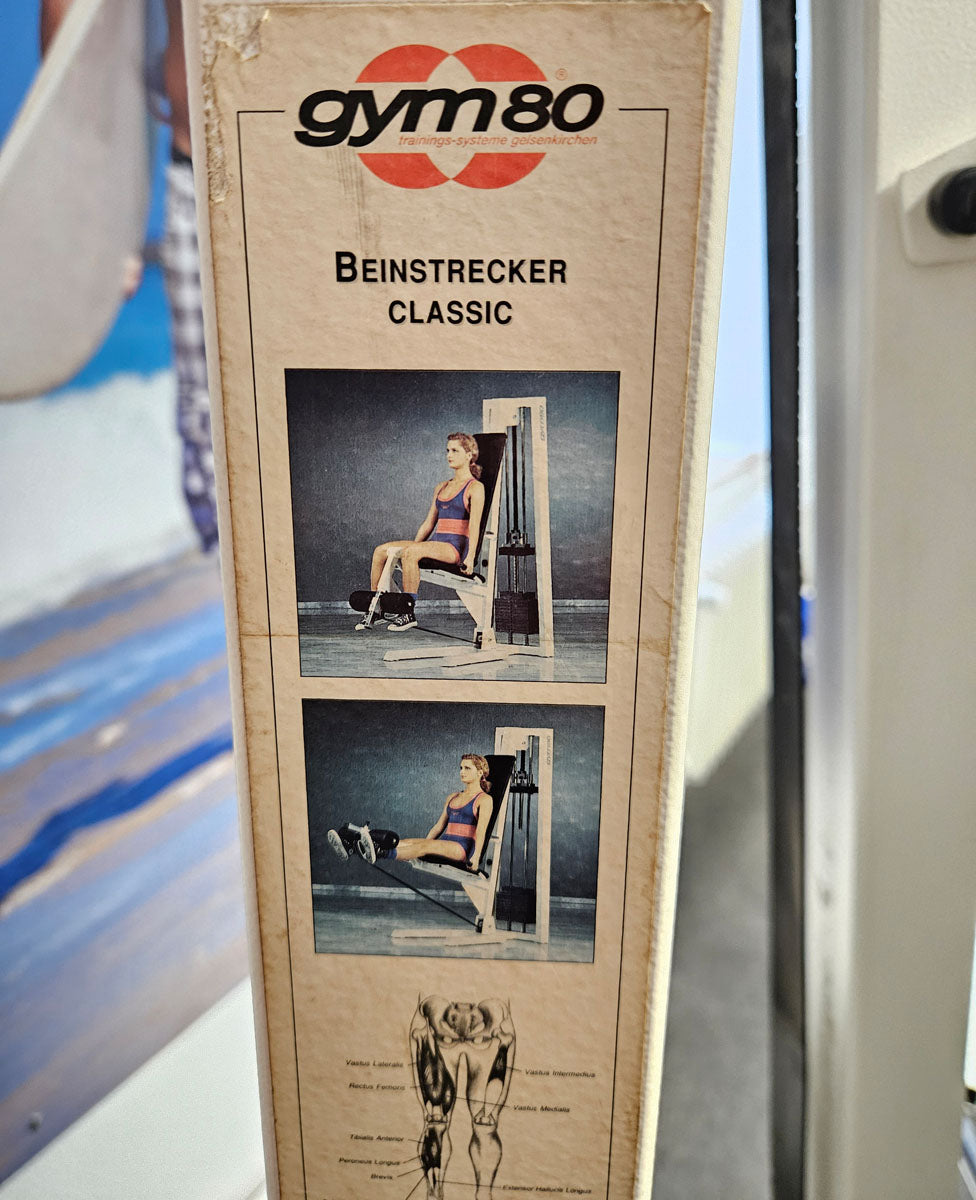 gym80®
trainings-systeme gelsenkirchen
BEINSTRECKER
CLASSIC
Vastus Lateralis
Vastus Intermedius
Rectus Femoris
Vastus Medialis
Tibialis Anterior
Peroneus Longus
Brevis
Extensor Hallucis Longus